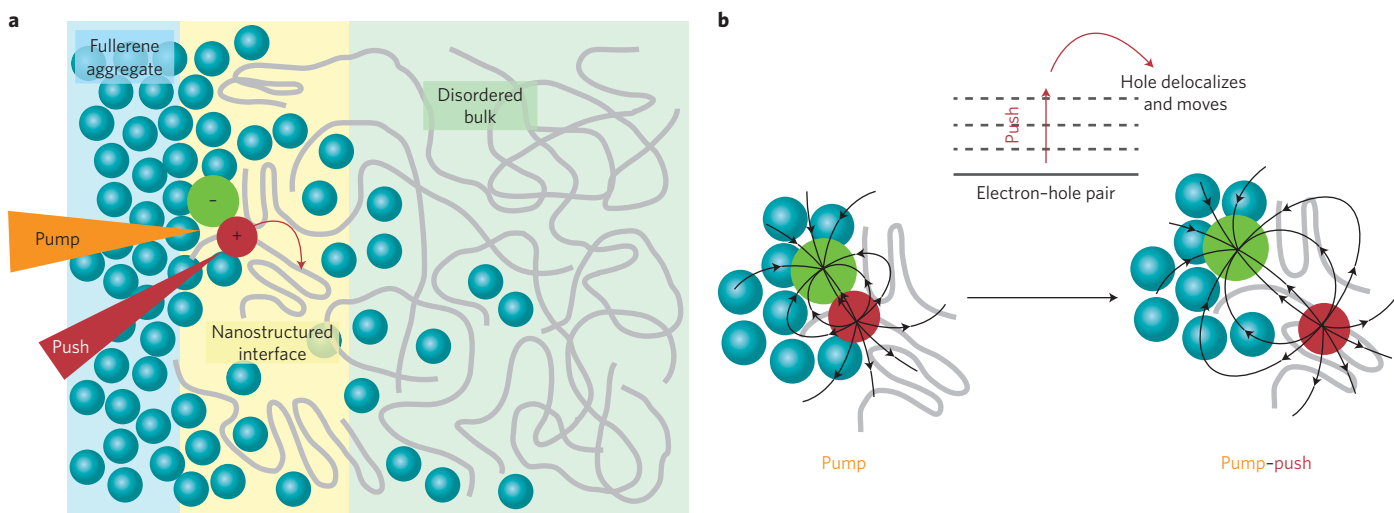 a
Fullerene
aggregate
Disordered
bulk
-
+
Pump
Push
Nanostructured
interface
b
Push
Hole delocalizes
and moves
Electron–hole pair
Pump
Pump–push